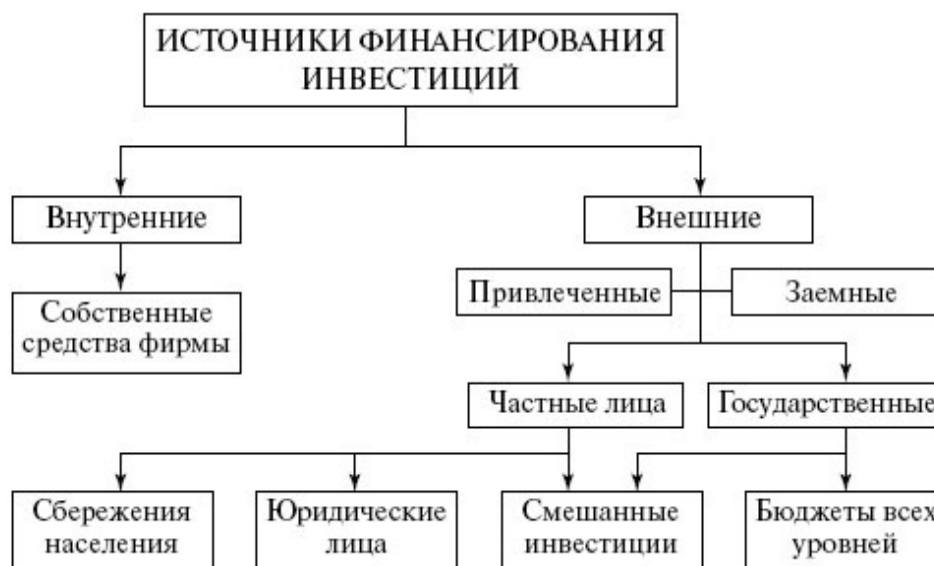 ИСТОЧНИКИ ФИНАНСИРОВАНИЯ
ИНВЕСТИЦИЙ
Внутренние
Внешние
Привлеченные
Заемные
Собственные
средства фирмы
Частные лица
Государственные
Сбережения
населения
Юридические
лица
Смешанные
инвестиции
Бюджеты всех
уровней